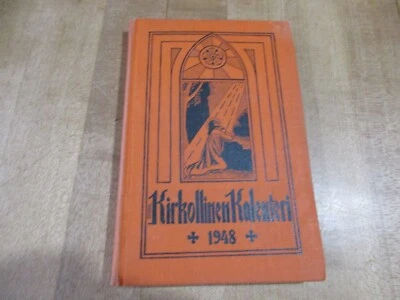 Kirkollinen Kalenteri
✠ 1948 ✠